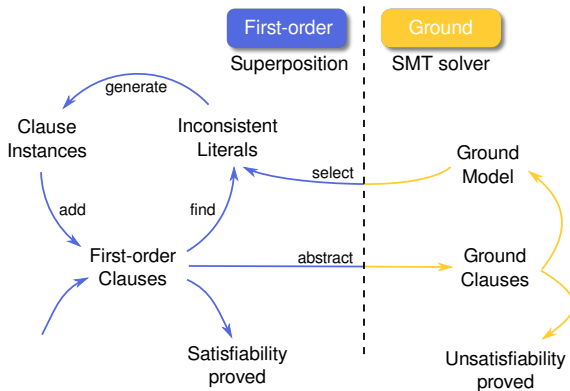 First-order
Ground
Superposition
SMT solver
generate
Clause
Instances
Inconsistent
Literals
select
Ground
Model
add
find
First-order
Clauses
abstract
Ground
Clauses
Satisfiability
proved
Unsatisfiability
proved